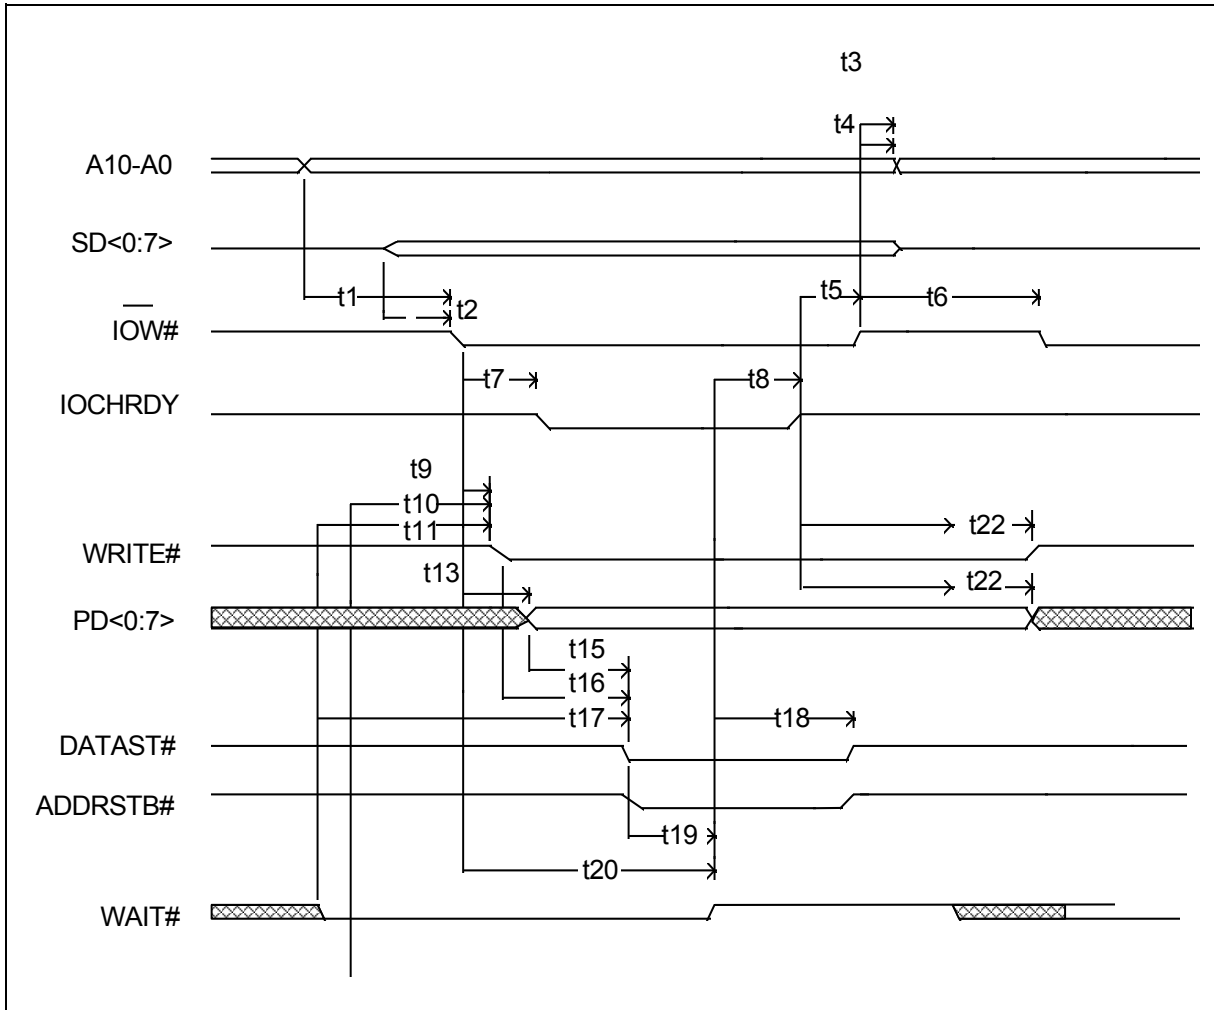 t3
t4
A10-A0
SD<0:7>
t1
t2
t5
t6
IOW#
t7
t8
IOCHRDY
t9
t10
t11
t22
WRITE#
t13
t22
PD<0:7>
t15
t16
t17
t18
DATAST#
ADDRSTB#
t19
t20
WAIT#